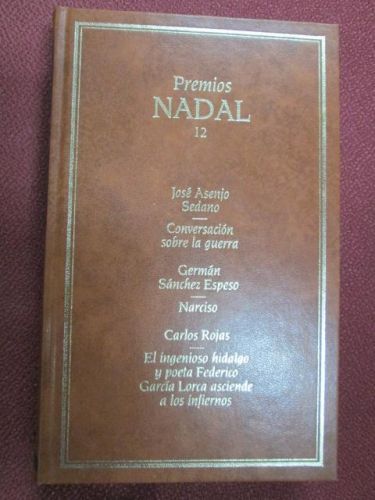 Premios
NADAL
12
José Asenjo
Sedano
Conversación
sobre la guerra
Germán
Sánchez Espeso
Narciso
Carlos Rojas
El ingenioso hidalgo
y poeta Federico
García Lorca asciende
a los infiernos